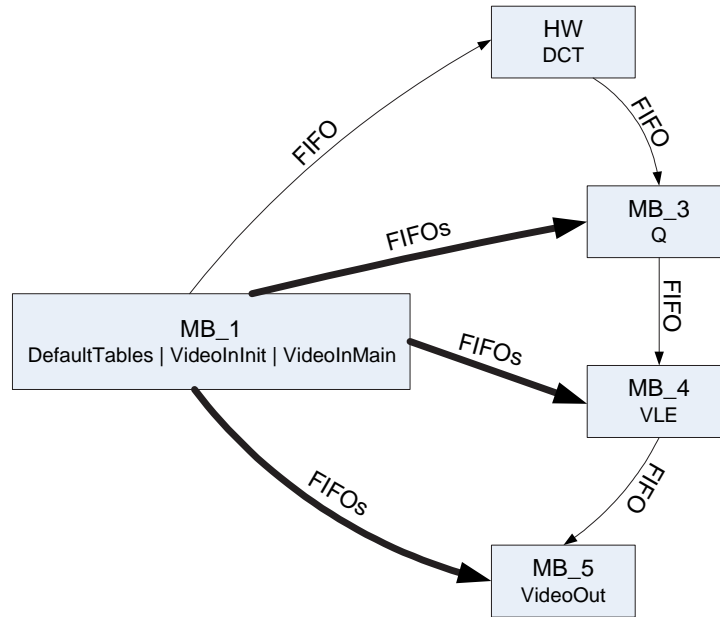 HW
DCT
FIFO
FIFO
MB_3
Q
FIFOs
FIFO
MB_1
DefaultTables | VideoInInit | VideoInMain
FIFOs
MB_4
VLE
FIFO
FIFOs
MB_5
VideoOut